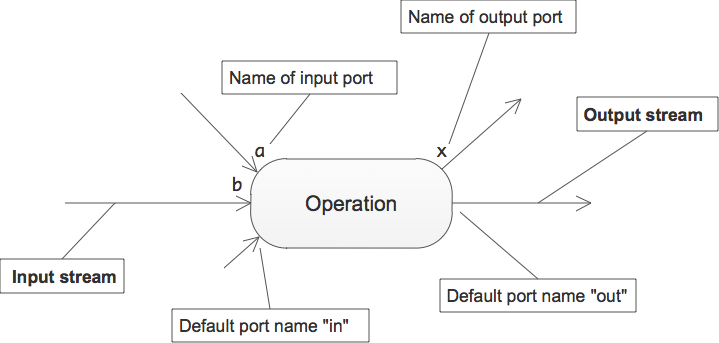 Name of output port
Name of input port
Output stream
a
x
b
Operation
Input stream
Default port name "out"
Default port name "in"